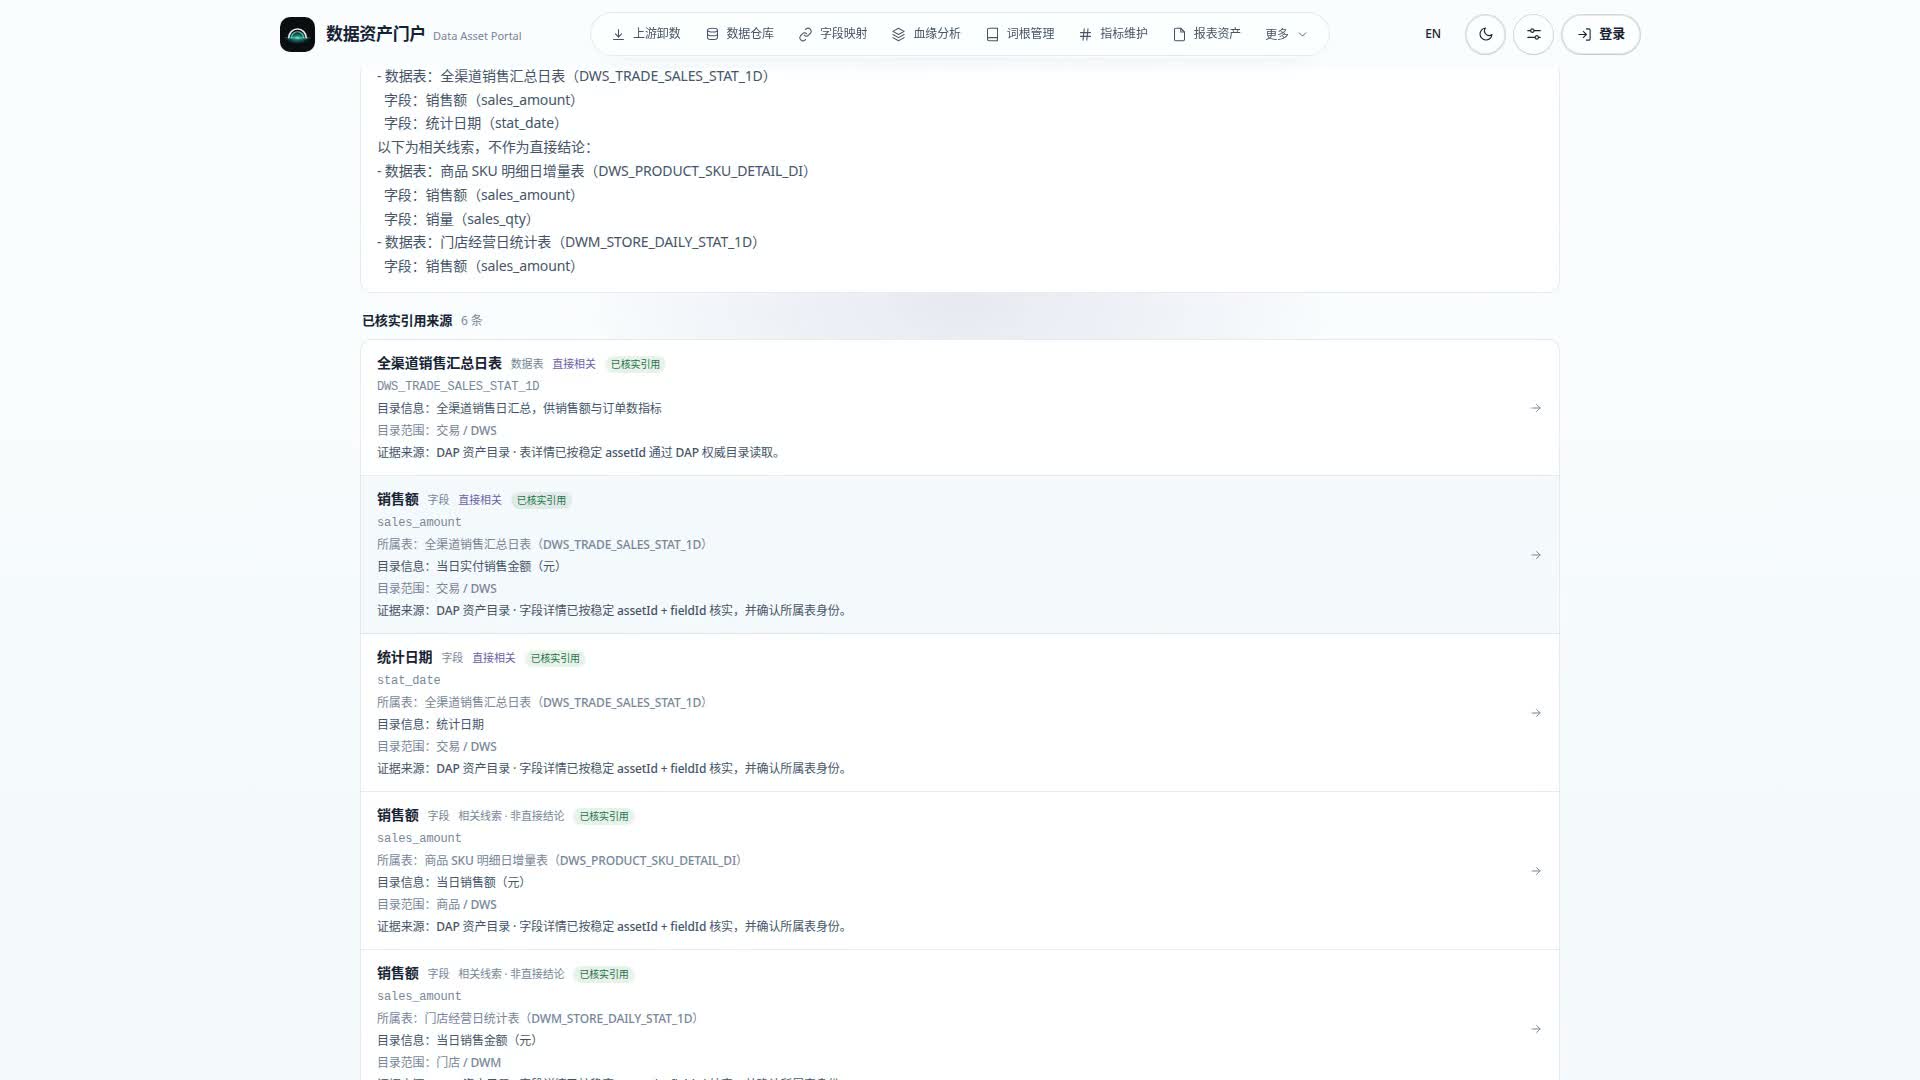 数据资产门户 Data Asset Portal
上游卸数 数据仓库 字段映射 血缘分析 词根管理 指标维护 报表资产 更多
EN 登录
- 数据表：全渠道销售汇总日表（DWS_TRADE_SALES_STAT_1D）
字段：销售额（sales_amount）
字段：统计日期（stat_date）
以下为相关线索，不作为直接结论：
- 数据表：商品 SKU 明细日增量表（DWS_PRODUCT_SKU_DETAIL_DI）
字段：销售额（sales_amount）
字段：销量（sales_qty）
- 数据表：门店经营日统计表（DWM_STORE_DAILY_STAT_1D）
字段：销售额（sales_amount）
已核实引用来源 6 条
全渠道销售汇总日表 数据表 直接相关 已核实引用
DWS_TRADE_SALES_STAT_1D
目录信息：全渠道销售日汇总，供销售额与订单数指标
目录范围：交易 / DWS
证据来源：DAP 资产目录 · 表详情已按稳定 assetId 通过 DAP 权威目录读取。
销售额 字段 直接相关 已核实引用
sales_amount
所属表：全渠道销售汇总日表（DWS_TRADE_SALES_STAT_1D）
目录信息：当日实付销售金额（元）
目录范围：交易 / DWS
证据来源：DAP 资产目录 · 字段详情已按稳定 assetId + fieldId 核实，并确认所属表身份。
统计日期 字段 直接相关 已核实引用
stat_date
所属表：全渠道销售汇总日表（DWS_TRADE_SALES_STAT_1D）
目录信息：统计日期
目录范围：交易 / DWS
证据来源：DAP 资产目录 · 字段详情已按稳定 assetId + fieldId 核实，并确认所属表身份。
销售额 字段 相关线索 · 非直接结论 已核实引用
sales_amount
所属表：商品 SKU 明细日增量表（DWS_PRODUCT_SKU_DETAIL_DI）
目录信息：当日销售额（元）
目录范围：商品 / DWS
证据来源：DAP 资产目录 · 字段详情已按稳定 assetId + fieldId 核实，并确认所属表身份。
销售额 字段 相关线索 · 非直接结论 已核实引用
sales_amount
所属表：门店经营日统计表（DWM_STORE_DAILY_STAT_1D）
目录信息：当日销售金额（元）
目录范围：门店 / DWM